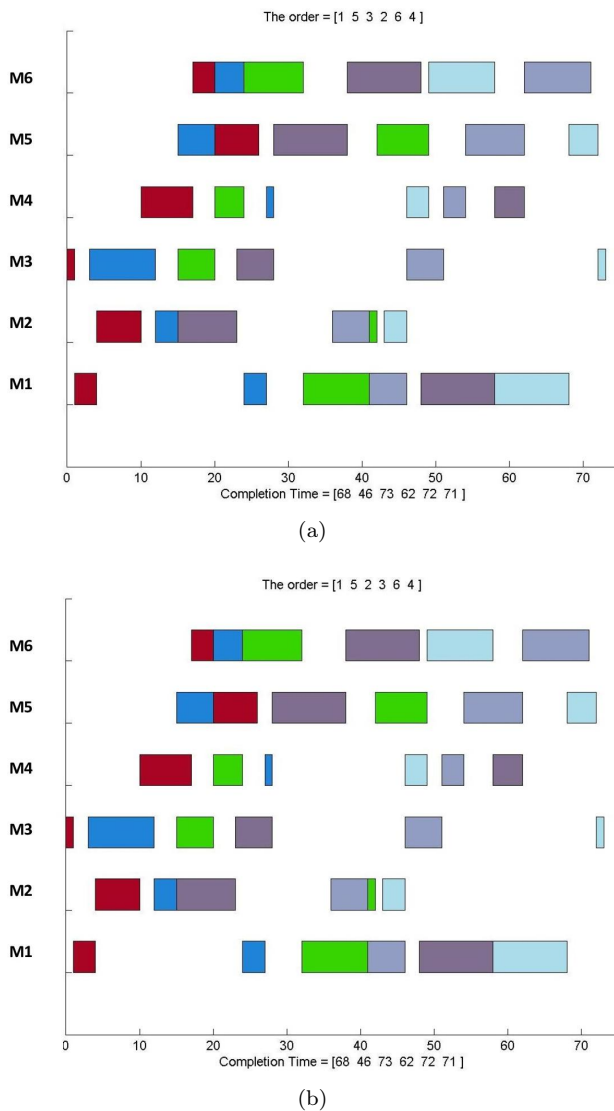 The order = [1 5 3 2 6 4 ]
M6
M5
M4
M3
M2
M1
0 10 20 30 40 50 60 70
Completion Time = [68 46 73 62 72 71 ]
(a)
The order = [1 5 2 3 6 4 ]
M6
M5
M4
M3
M2
M1
0 10 20 30 40 50 60 70
Completion Time = [68 46 73 62 72 71 ]
(b)